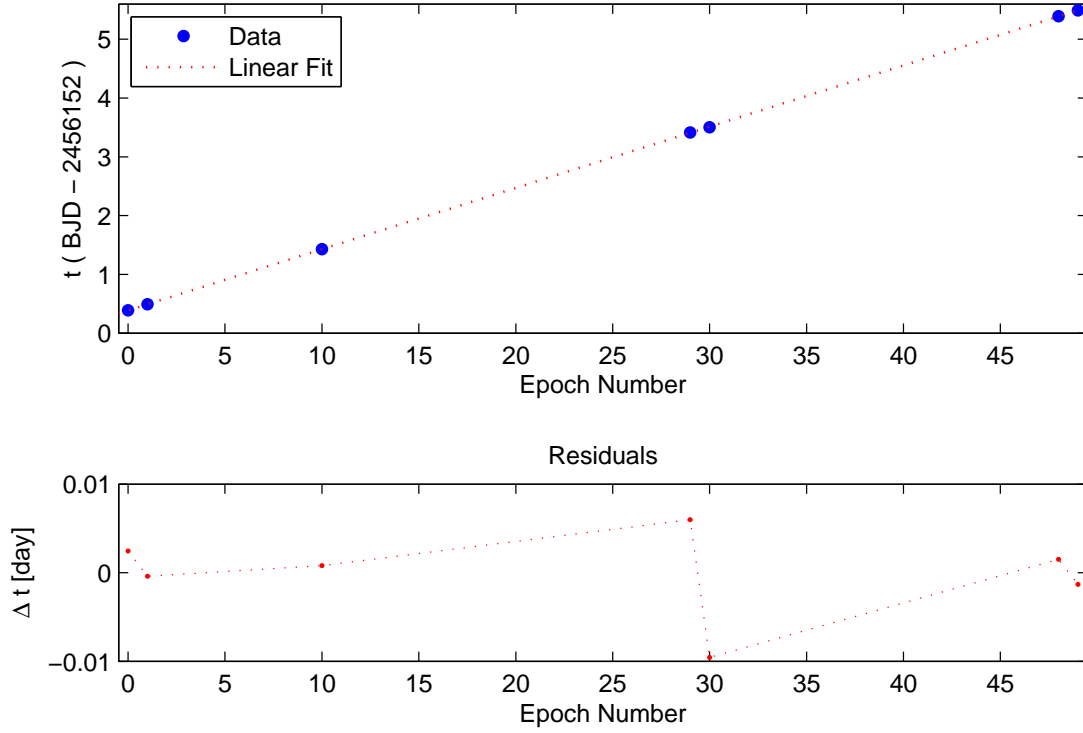 Data
Linear Fit
t ( BJD − 2456152 )
5
4
3
2
1
0
0 5 10 15 20 25 30 35 40 45
Epoch Number
Residuals
Δ t [day]
0.01
0
−0.01
0 5 10 15 20 25 30 35 40 45
Epoch Number